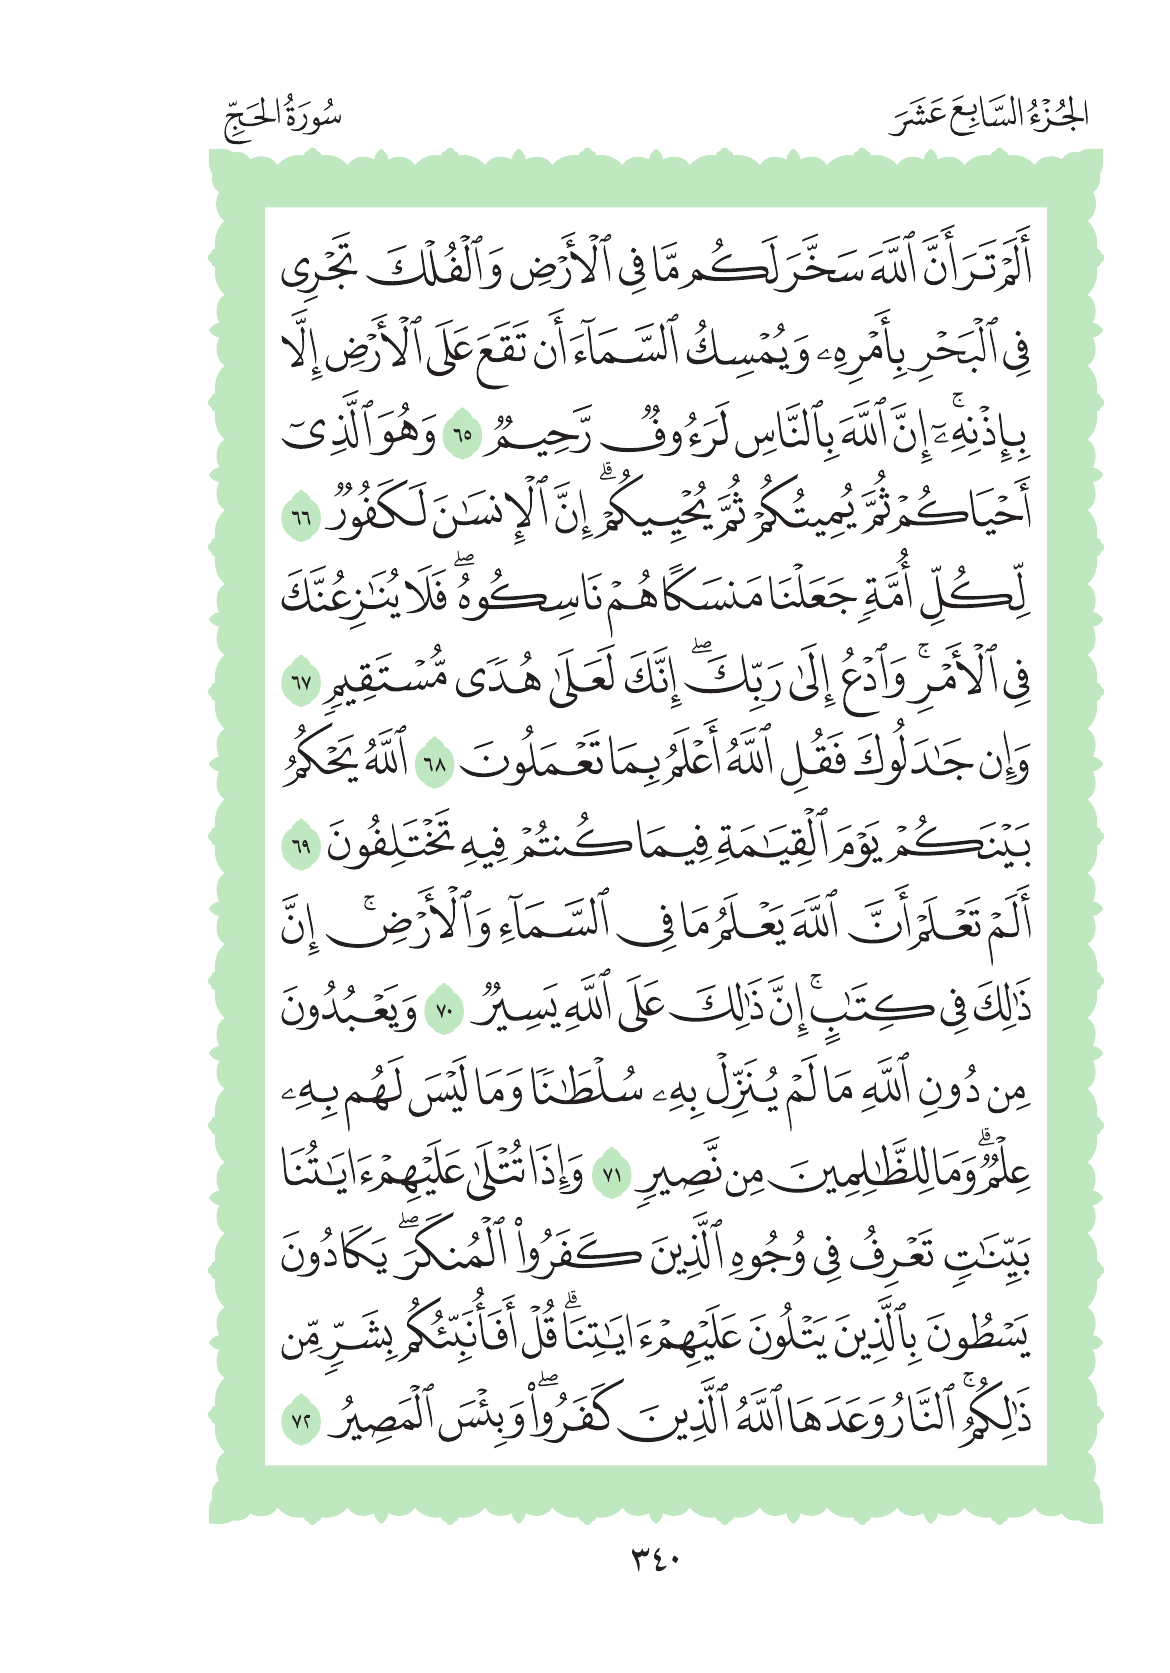 الجُزْءُ السَّابِعَ عَشَرَ
سُورَةُ الحَجِّ
أَلَمْ تَرَ أَنَّ ٱللَّهَ سَخَّرَ لَكُم مَّا فِي ٱلْأَرْضِ وَٱلْفُلْكَ تَجْرِي
فِي ٱلْبَحْرِ بِأَمْرِهِۦ وَيُمْسِكُ ٱلسَّمَآءَ أَن تَقَعَ عَلَى ٱلْأَرْضِ إِلَّا
بِإِذْنِهِۦٓۚ إِنَّ ٱللَّهَ بِٱلنَّاسِ لَرَءُوفٌ رَّحِيمٌ ٦٥ وَهُوَ ٱلَّذِيٓ
أَحْيَاكُمْ ثُمَّ يُمِيتُكُمْ ثُمَّ يُحْيِيكُمْۗ إِنَّ ٱلْإِنسَٰنَ لَكَفُورٌ ٦٦
لِّكُلِّ أُمَّةٍ جَعَلْنَا مَنسَكًا هُمْ نَاسِكُوهُۖ فَلَا يُنَٰزِعُنَّكَ
فِي ٱلْأَمْرِۚ وَٱدْعُ إِلَىٰ رَبِّكَۖ إِنَّكَ لَعَلَىٰ هُدًى مُّسْتَقِيمٍ ٦٧
وَإِن جَٰدَلُوكَ فَقُلِ ٱللَّهُ أَعْلَمُ بِمَا تَعْمَلُونَ ٦٨ ٱللَّهُ يَحْكُمُ
بَيْنَكُمْ يَوْمَ ٱلْقِيَٰمَةِ فِيمَا كُنتُمْ فِيهِ تَخْتَلِفُونَ ٦٩
أَلَمْ تَعْلَمْ أَنَّ ٱللَّهَ يَعْلَمُ مَا فِي ٱلسَّمَآءِ وَٱلْأَرْضِۚ إِنَّ
ذَٰلِكَ فِي كِتَٰبٍۚ إِنَّ ذَٰلِكَ عَلَى ٱللَّهِ يَسِيرٌ ٧٠ وَيَعْبُدُونَ
مِن دُونِ ٱللَّهِ مَا لَمْ يُنَزِّلْ بِهِۦ سُلْطَٰنًا وَمَا لَيْسَ لَهُم بِهِۦ
عِلْمٌۗ وَمَا لِلظَّٰلِمِينَ مِن نَّصِيرٍ ٧١ وَإِذَا تُتْلَىٰ عَلَيْهِمْ ءَايَٰتُنَا
بَيِّنَٰتٍ تَعْرِفُ فِي وُجُوهِ ٱلَّذِينَ كَفَرُواْ ٱلْمُنكَرَۖ يَكَادُونَ
يَسْطُونَ بِٱلَّذِينَ يَتْلُونَ عَلَيْهِمْ ءَايَٰتِنَاۗ قُلْ أَفَأُنَبِّئُكُم بِشَرٍّ مِّن
ذَٰلِكُمُۚ ٱلنَّارُ وَعَدَهَا ٱللَّهُ ٱلَّذِينَ كَفَرُواْۖ وَبِئْسَ ٱلْمَصِيرُ ٧٢
٣٤٠